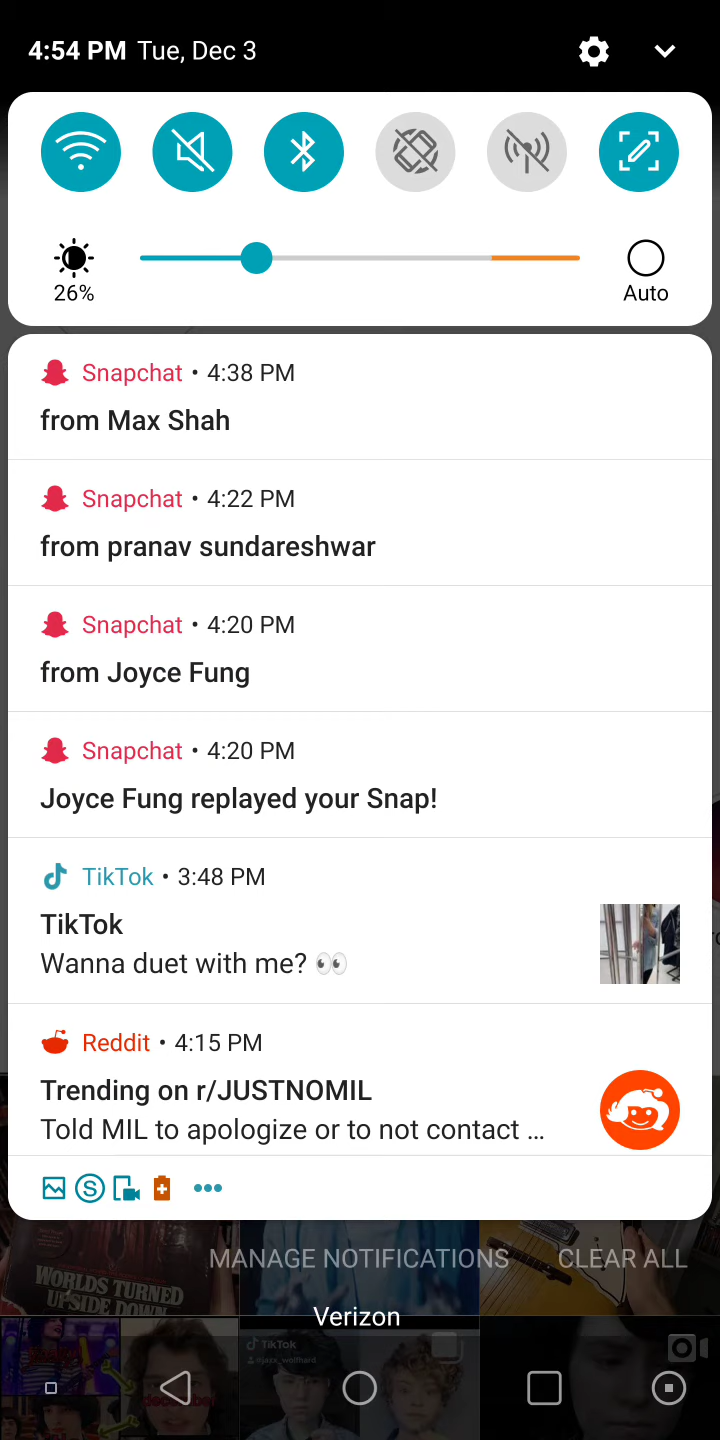 4:54 PM Tue, Dec 3
26%
Auto
Snapchat • 4:38 PM
from Max Shah
Snapchat • 4:22 PM
from pranav sundareshwar
Snapchat • 4:20 PM
from Joyce Fung
Snapchat • 4:20 PM
Joyce Fung replayed your Snap!
TikTok • 3:48 PM
TikTok
Wanna duet with me? 👀
Reddit • 4:15 PM
Trending on r/JUSTNOMIL
Told MIL to apologize or to not contact ...
MANAGE NOTIFICATIONS CLEAR ALL
WORLDS TURNED
UPSIDE DOWN
Verizon
TikTok